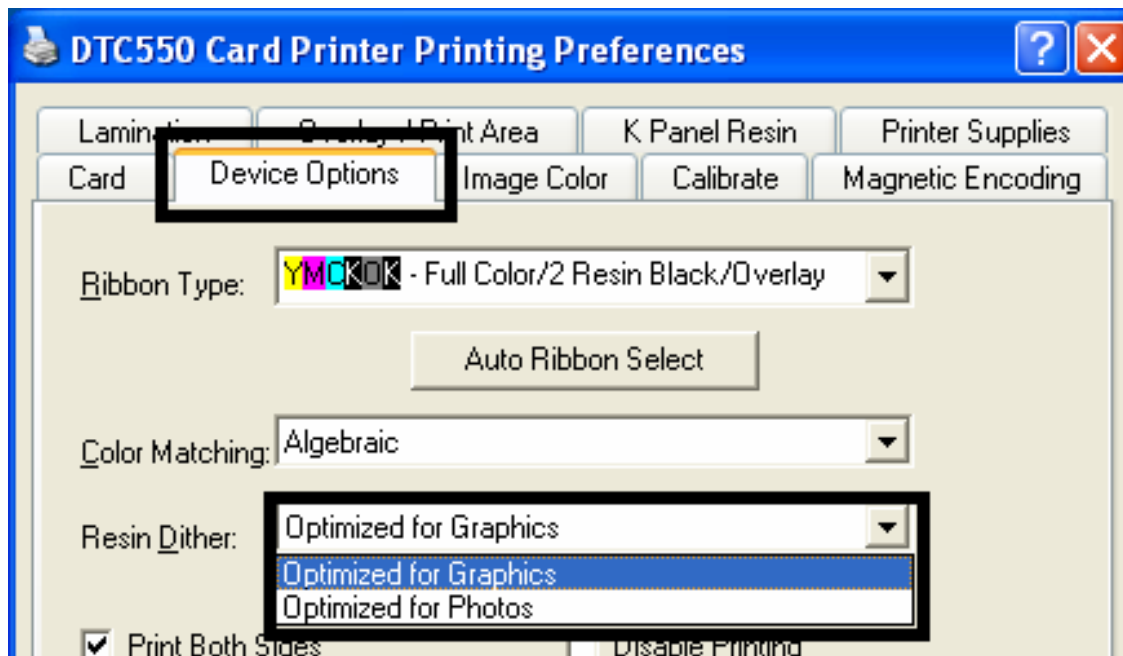 DTC550 Card Printer Printing Preferences ?
Print Area K Panel Resin Printer Supplies
Card Device Options Image Color Calibrate Magnetic Encoding
Ribbon Type: YMCKOK - Full Color/2 Resin Black/Overlay
Auto Ribbon Select
Color Matching: Algebraic
Resin Dither: Optimized for Graphics
Optimized for Graphics
Optimized for Photos
Print Both Sides Disable Printing